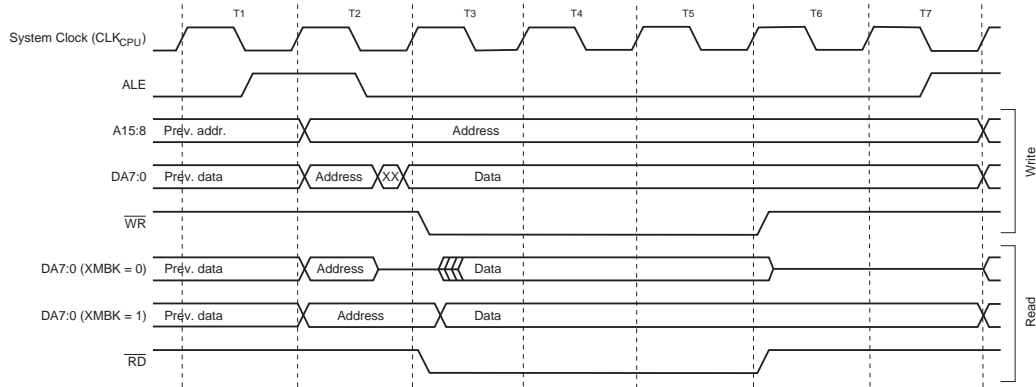 T1 T2 T3 T4 T5 T6 T7
System Clock (CLKCPU)
ALE
A15:8 Prev. addr. Address
DA7:0 Prev. data Address XX Data
WR
Write
DA7:0 (XMBK = 0) Prev. data Address Data
DA7:0 (XMBK = 1) Prev. data Address Data
RD
Read